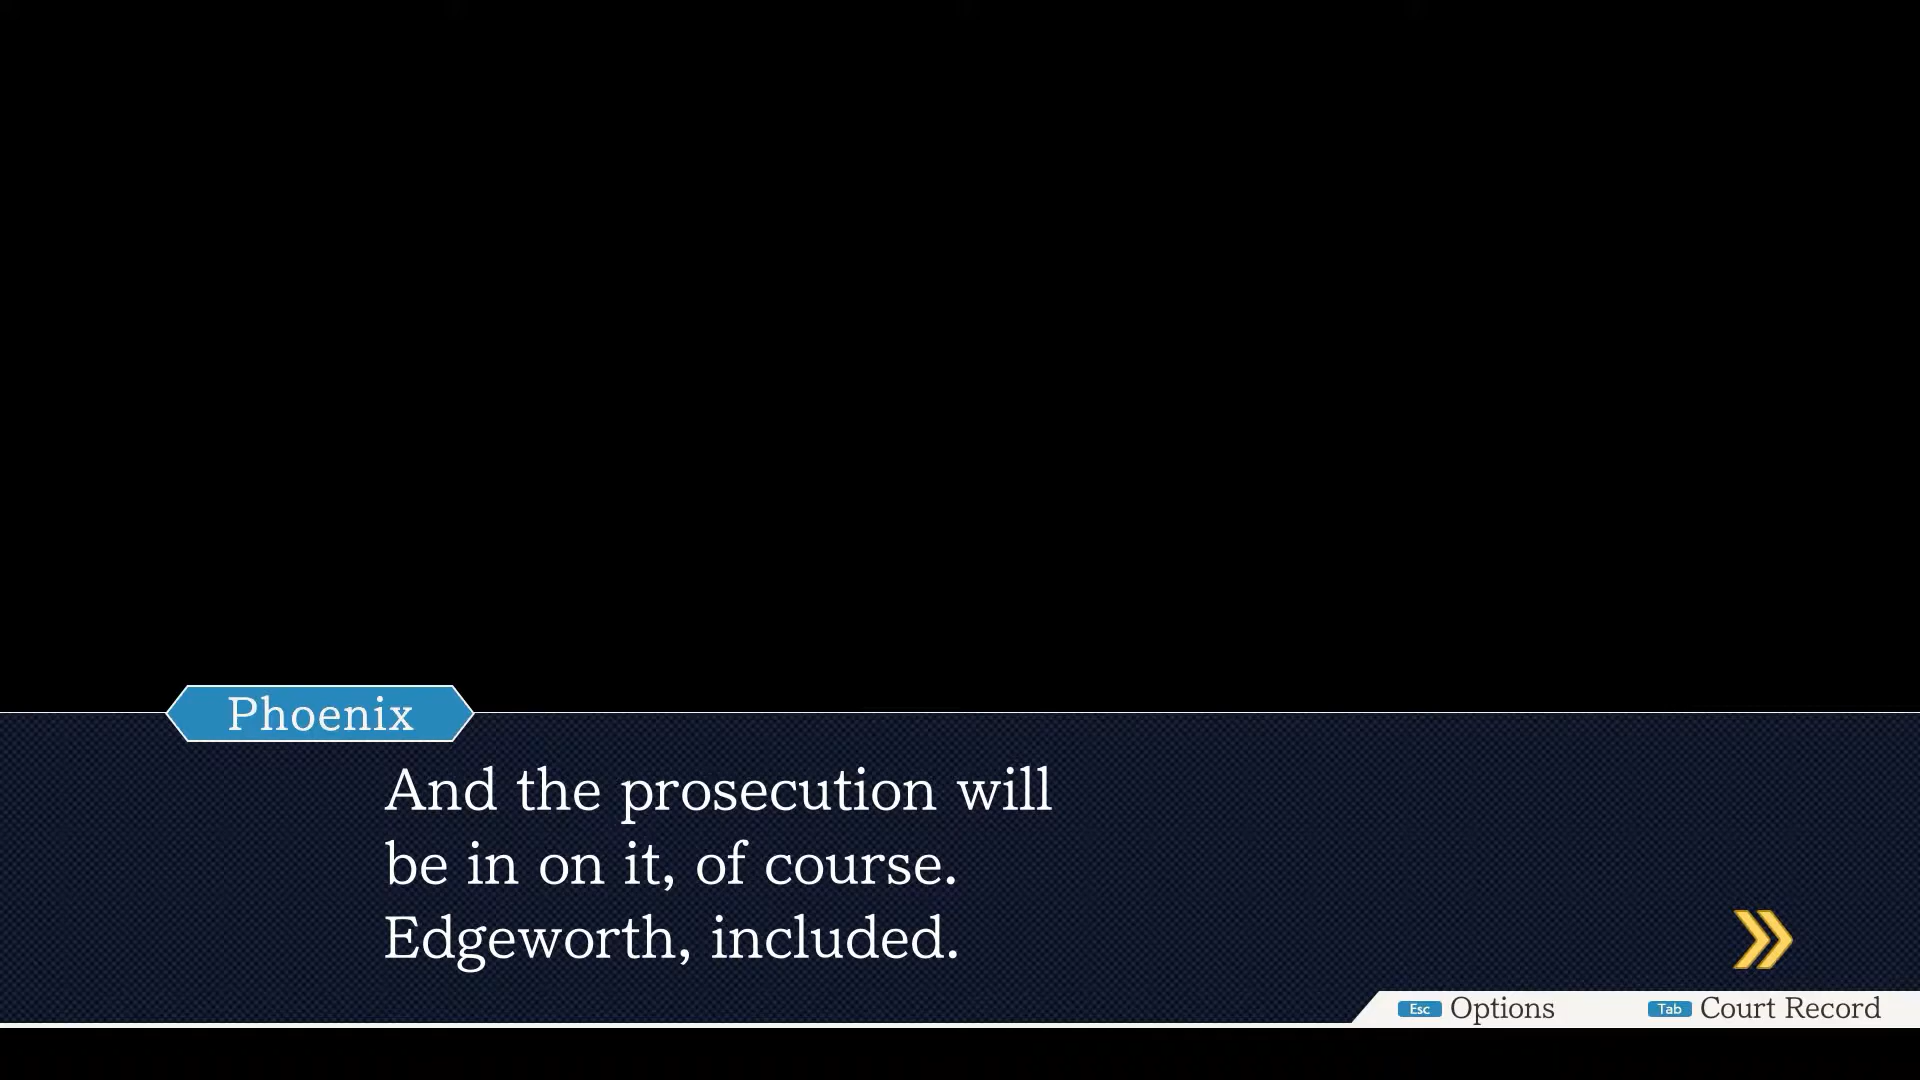 Phoenix
And the prosecution will
be in on it, of course.
Edgeworth, included.
Esc Options Tab Court Record